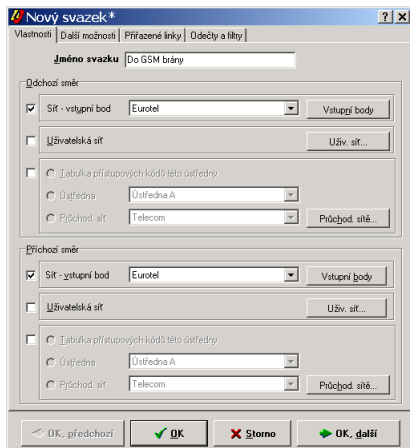 Nový svazek*
Vlastnosti Další možnosti Přiřazené linky Odečty a filtry
Jméno svazku Do GSM brány
Odchozí směr
Síť - vstupní bod Eurotel Vstupní body
Uživatelská síť Uživ. síť...
Tabulka přístupových kódů této ústředny
Ústředna Ústředna A
Průchod. síť Telecom Průchod. sítě...
Příchozí směr
Síť - vstupní bod Eurotel Vstupní body
Uživatelská síť Uživ. síť...
Tabulka přístupových kódů této ústředny
Ústředna Ústředna A
Průchod. síť Telecom Průchod. sítě...
OK, předchozí OK Storno OK, další